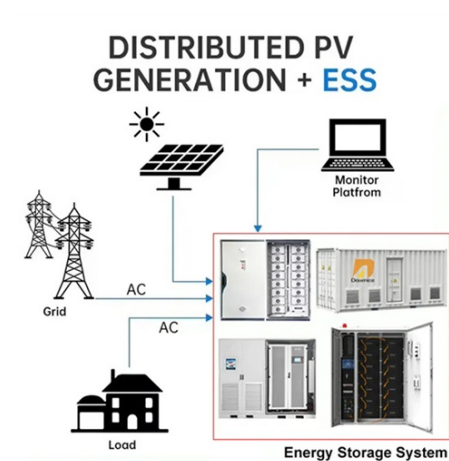 DISTRIBUTED PV
GENERATION + ESS
Monitor
Platfrom
AC
Grid
AC
Load
Energy Storage System